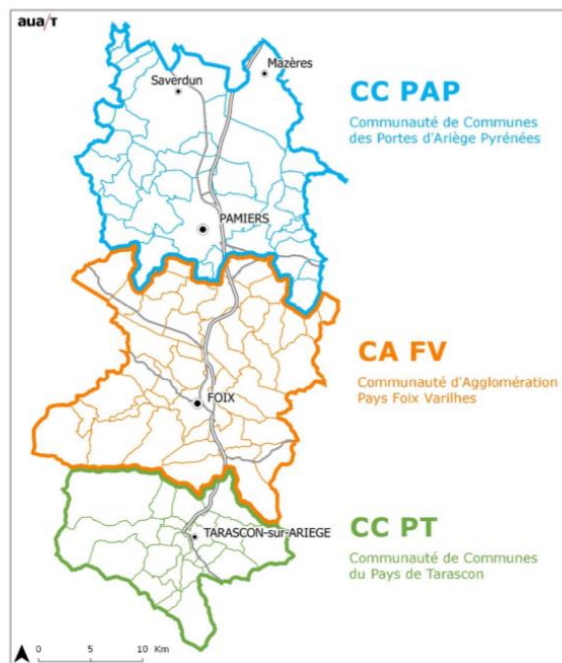 aua/T
Mazères
Saverdun
CC PAP
Communauté de Communes
des Portes d'Ariège Pyrénées
PAMIERS
CA FV
Communauté d'Agglomération
Pays Foix Varilhes
FOIX
CC PT
TARASCON-sur-ARIEGE
Communauté de Communes
du Pays de Tarascon
0 5 10 Km